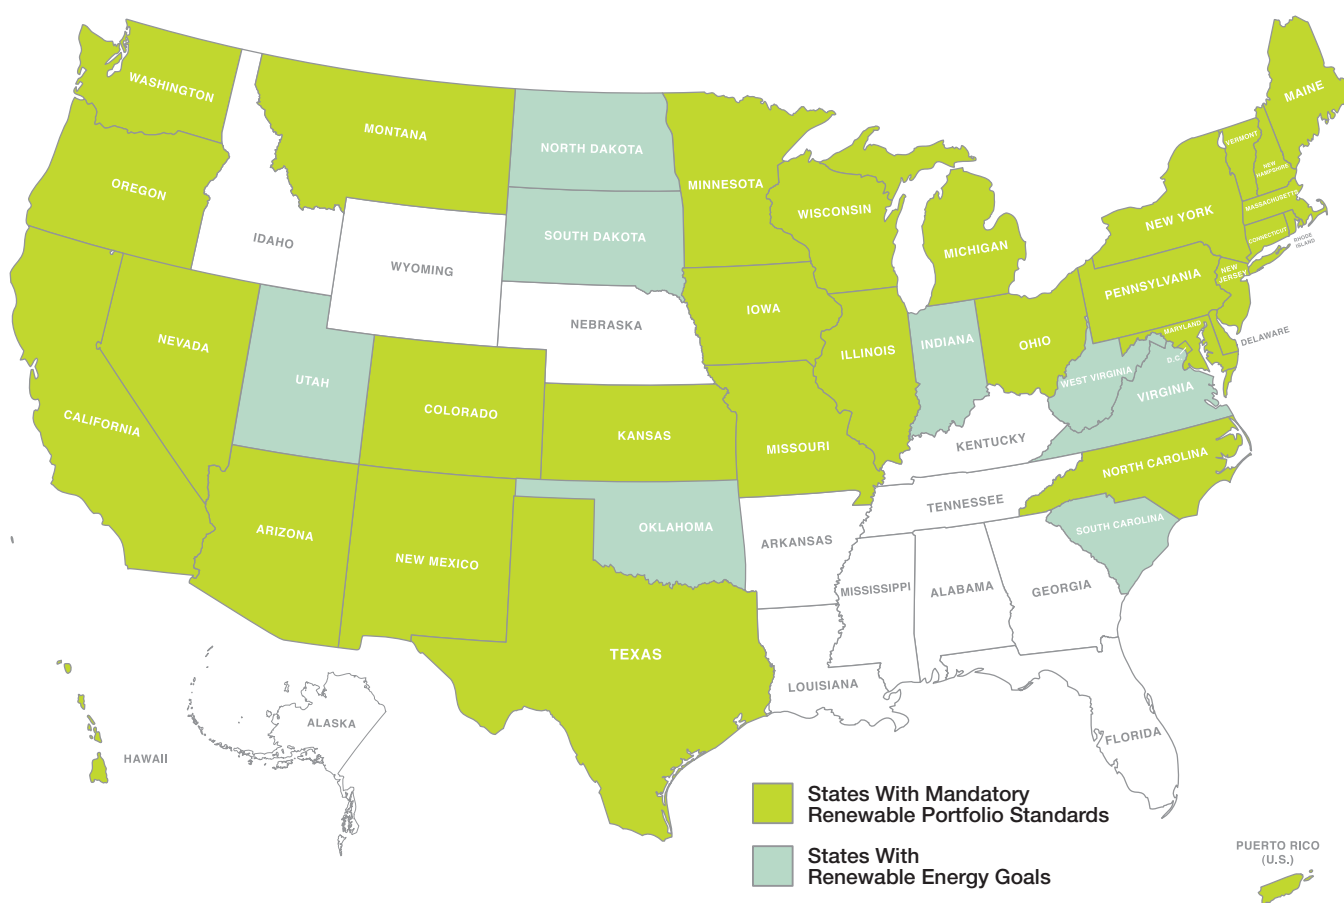 WASHINGTON
MONTANA
NORTH DAKOTA
MINNESOTA
MAINE
VERMONT
NEW
HAMPSHIRE
OREGON
IDAHO
WYOMING
SOUTH DAKOTA
WISCONSIN
MICHIGAN
NEW YORK
MASSACHUSETTS
CONNECTICUT
RHODE
ISLAND
NEVADA
UTAH
NEBRASKA
IOWA
ILLINOIS
INDIANA
OHIO
PENNSYLVANIA
NEW
JERSEY
MARYLAND
DELAWARE
D.C.
CALIFORNIA
COLORADO
KANSAS
MISSOURI
KENTUCKY
WEST VIRGINIA
VIRGINIA
ARIZONA
NEW MEXICO
OKLAHOMA
ARKANSAS
TENNESSEE
NORTH CAROLINA
SOUTH CAROLINA
TEXAS
LOUISIANA
MISSISSIPPI
ALABAMA
GEORGIA
FLORIDA
ALASKA
HAWAII
States With Mandatory
Renewable Portfolio Standards
States With
Renewable Energy Goals
PUERTO RICO
(U.S.)